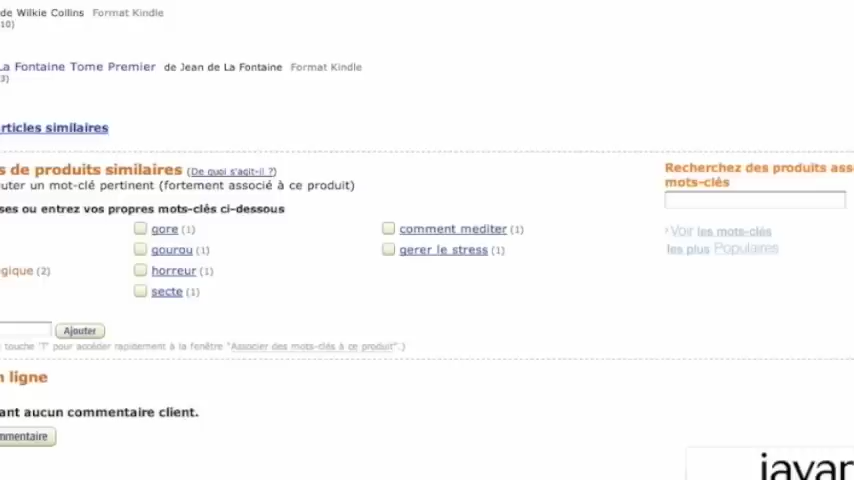 de Wilkie Collins Format Kindle
10)
La Fontaine Tome Premier de Jean de La Fontaine Format Kindle
3)
rticles similaires
s de produits similaires (De quoi s'agit-il ?)
uter un mot-clé pertinent (fortement associé à ce produit)
ses ou entrez vos propres mots-clés ci-dessous
gore (1)
comment mediter (1)
gourou (1)
gerer le stress (1)
gique (2)
horreur (1)
secte (1)
Ajouter
touche 'T' pour accéder rapidement à la fenêtre "Associer des mots-clés à ce produit".)
Recherchez des produits asso
mots-clés
›Voir les mots-clés
les plus Populaires
n ligne
ant aucun commentaire client.
mmentaire